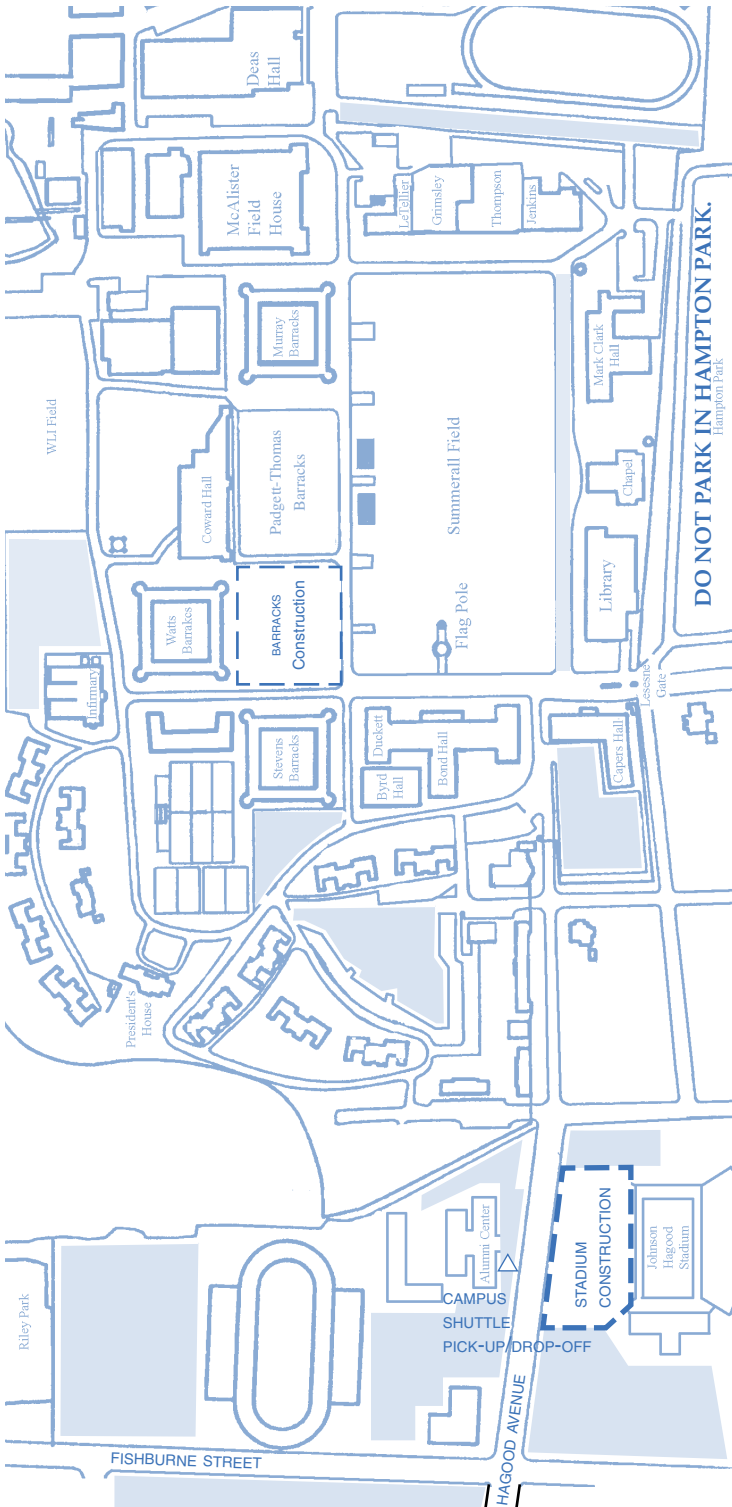 Deas
Hall
McAlister
Field
House
LeTellier
Grimsley
Thompson
Jenkins
DO NOT PARK IN HAMPTON PARK.
Hampton Park
Murray
Barracks
Mark Clark
Hall
WLI Field
Coward Hall
Padgett-Thomas
Barracks
Summerall Field
Chapel
Watts
Barrakcs
BARRACKS
Construction
Flag Pole
Library
Infirmary
Lesesne
Gate
Stevens
Barracks
Duckett
Byrd
Hall
Bond Hall
Capers Hall
President's
House
Alumni Center
CAMPUS
SHUTTLE
PICK-UP/DROP-OFF
STADIUM
CONSTRUCTION
Johnson
Hagood
Stadium
Riley Park
FISHBURNE STREET
HAGOOD AVENUE